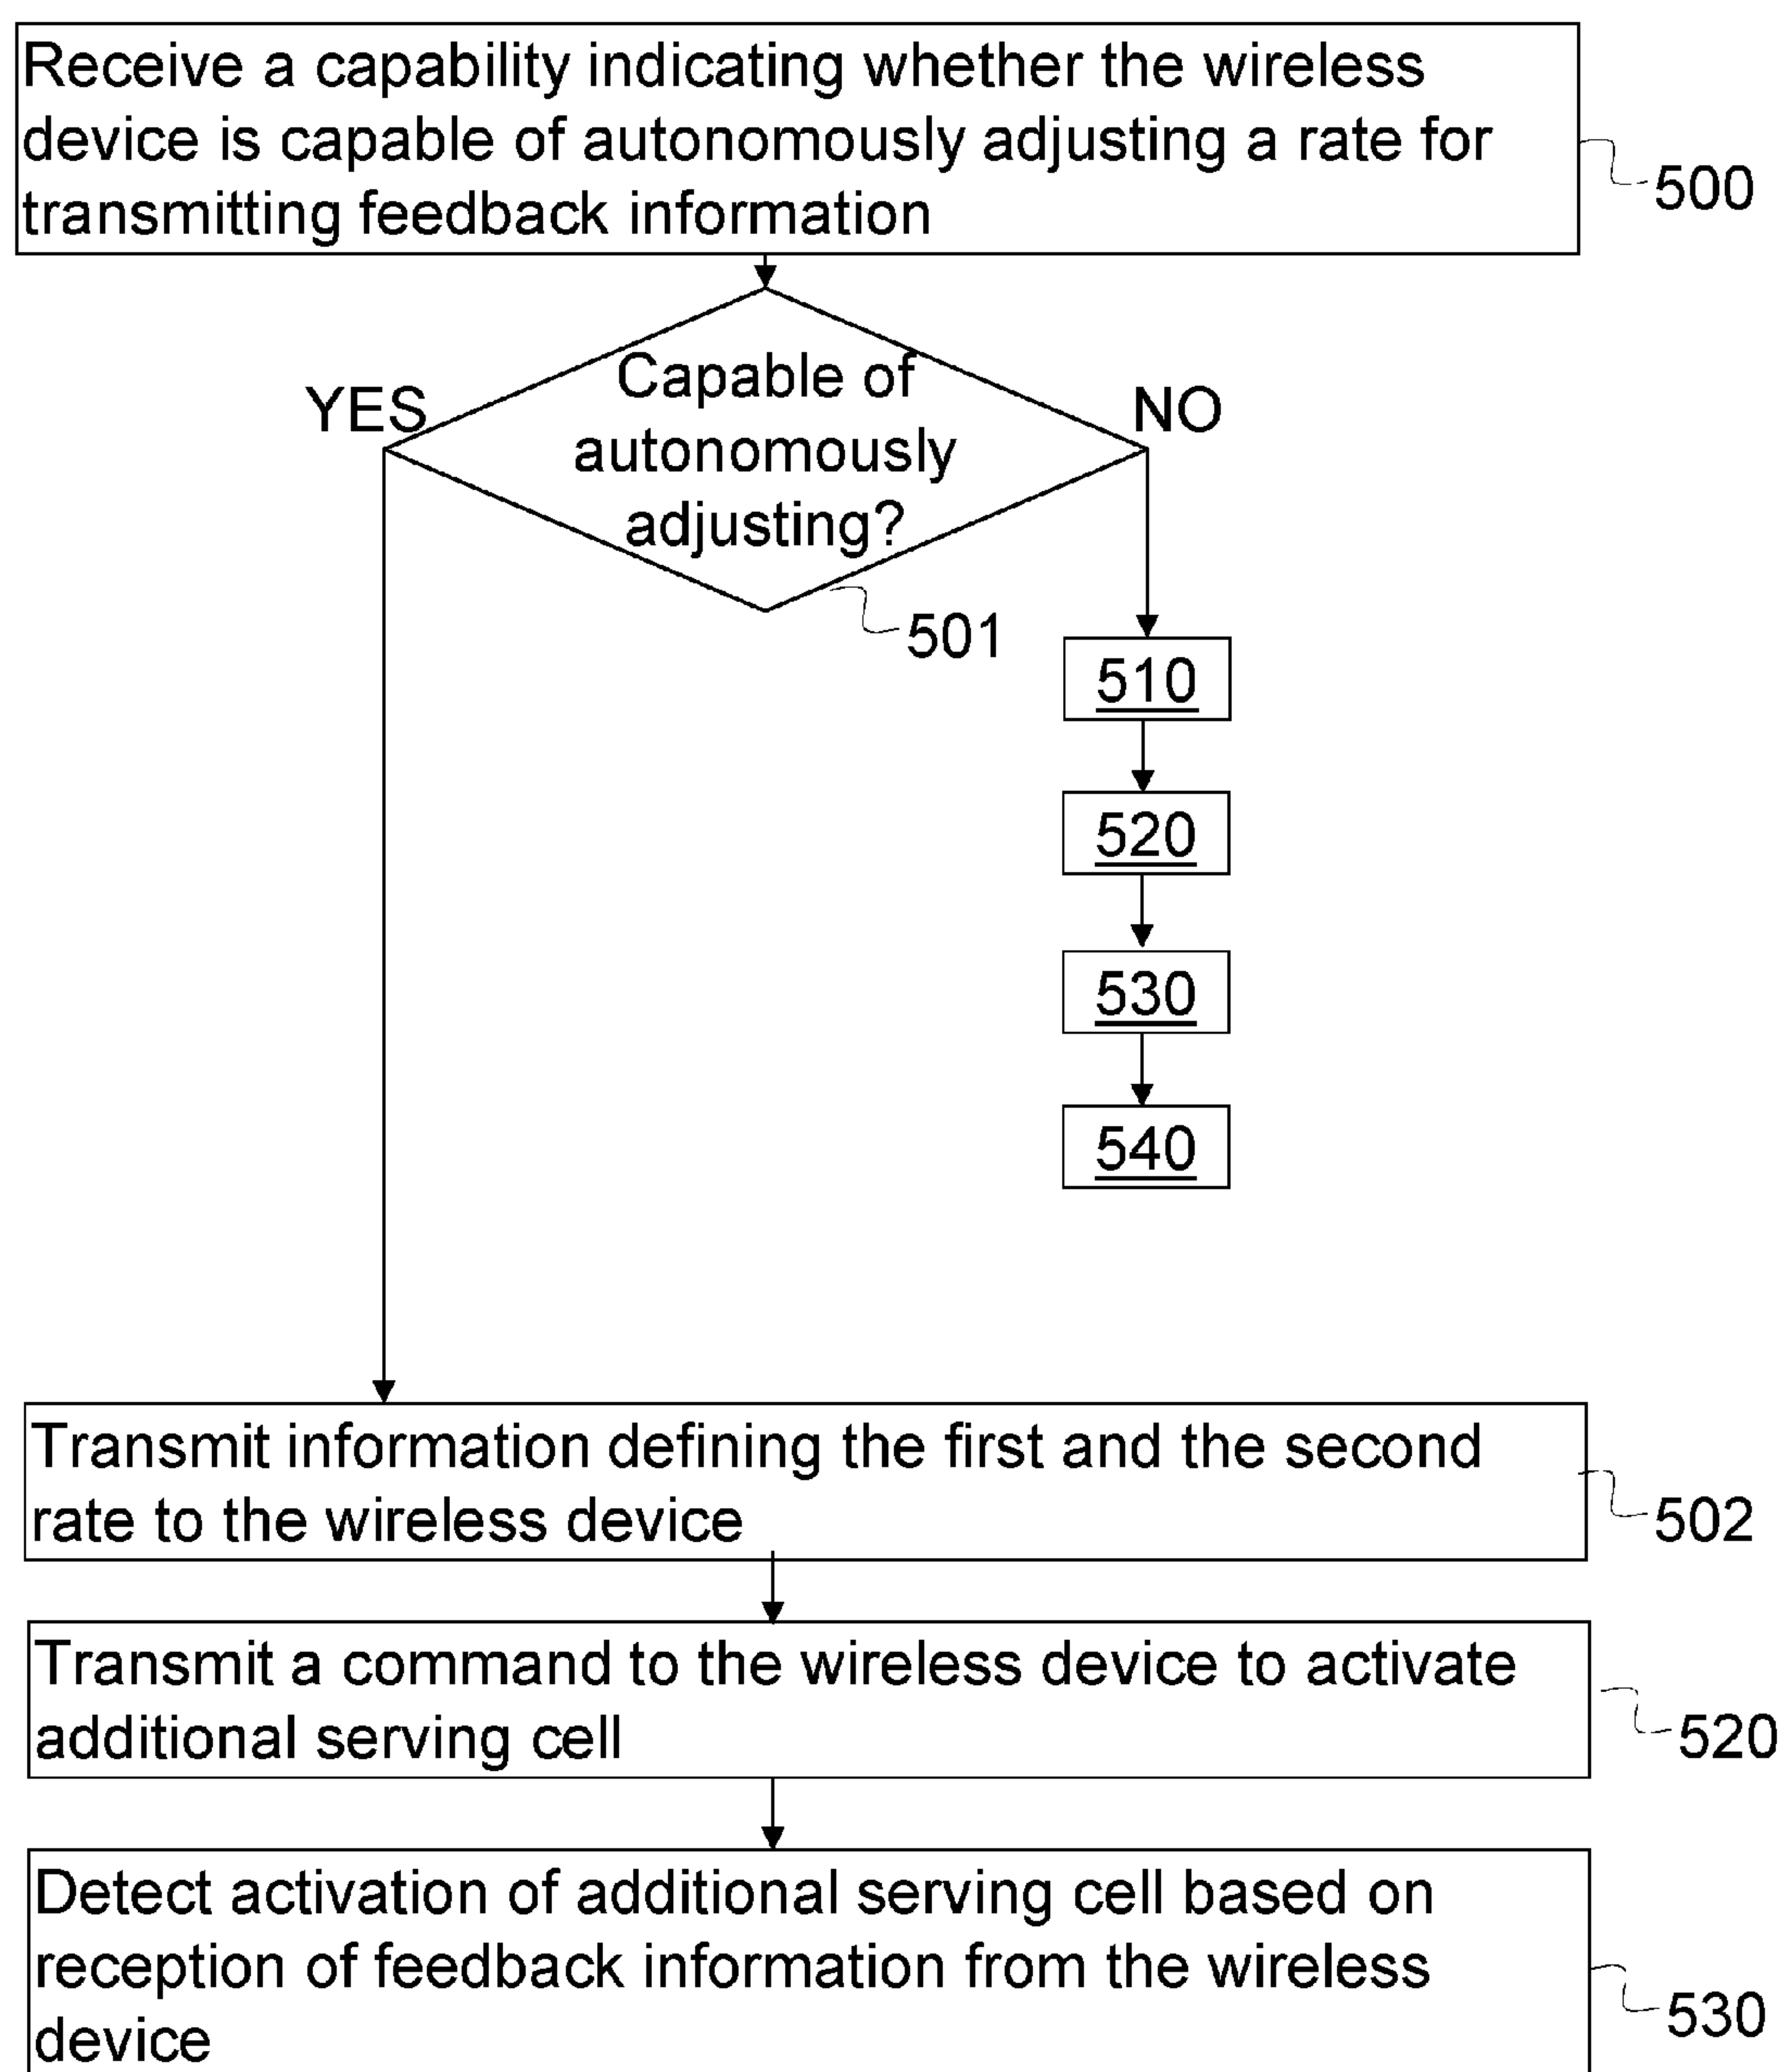 Receive a capability indicating whether the wireless
device is capable of autonomously adjusting a rate for
transmitting feedback information
500
Capable of
autonomously
adjusting?
YES
NO
501
510
520
530
540
Transmit information defining the first and the second
rate to the wireless device
502
Transmit a command to the wireless device to activate
additional serving cell
520
Detect activation of additional serving cell based on
reception of feedback information from the wireless
device
530